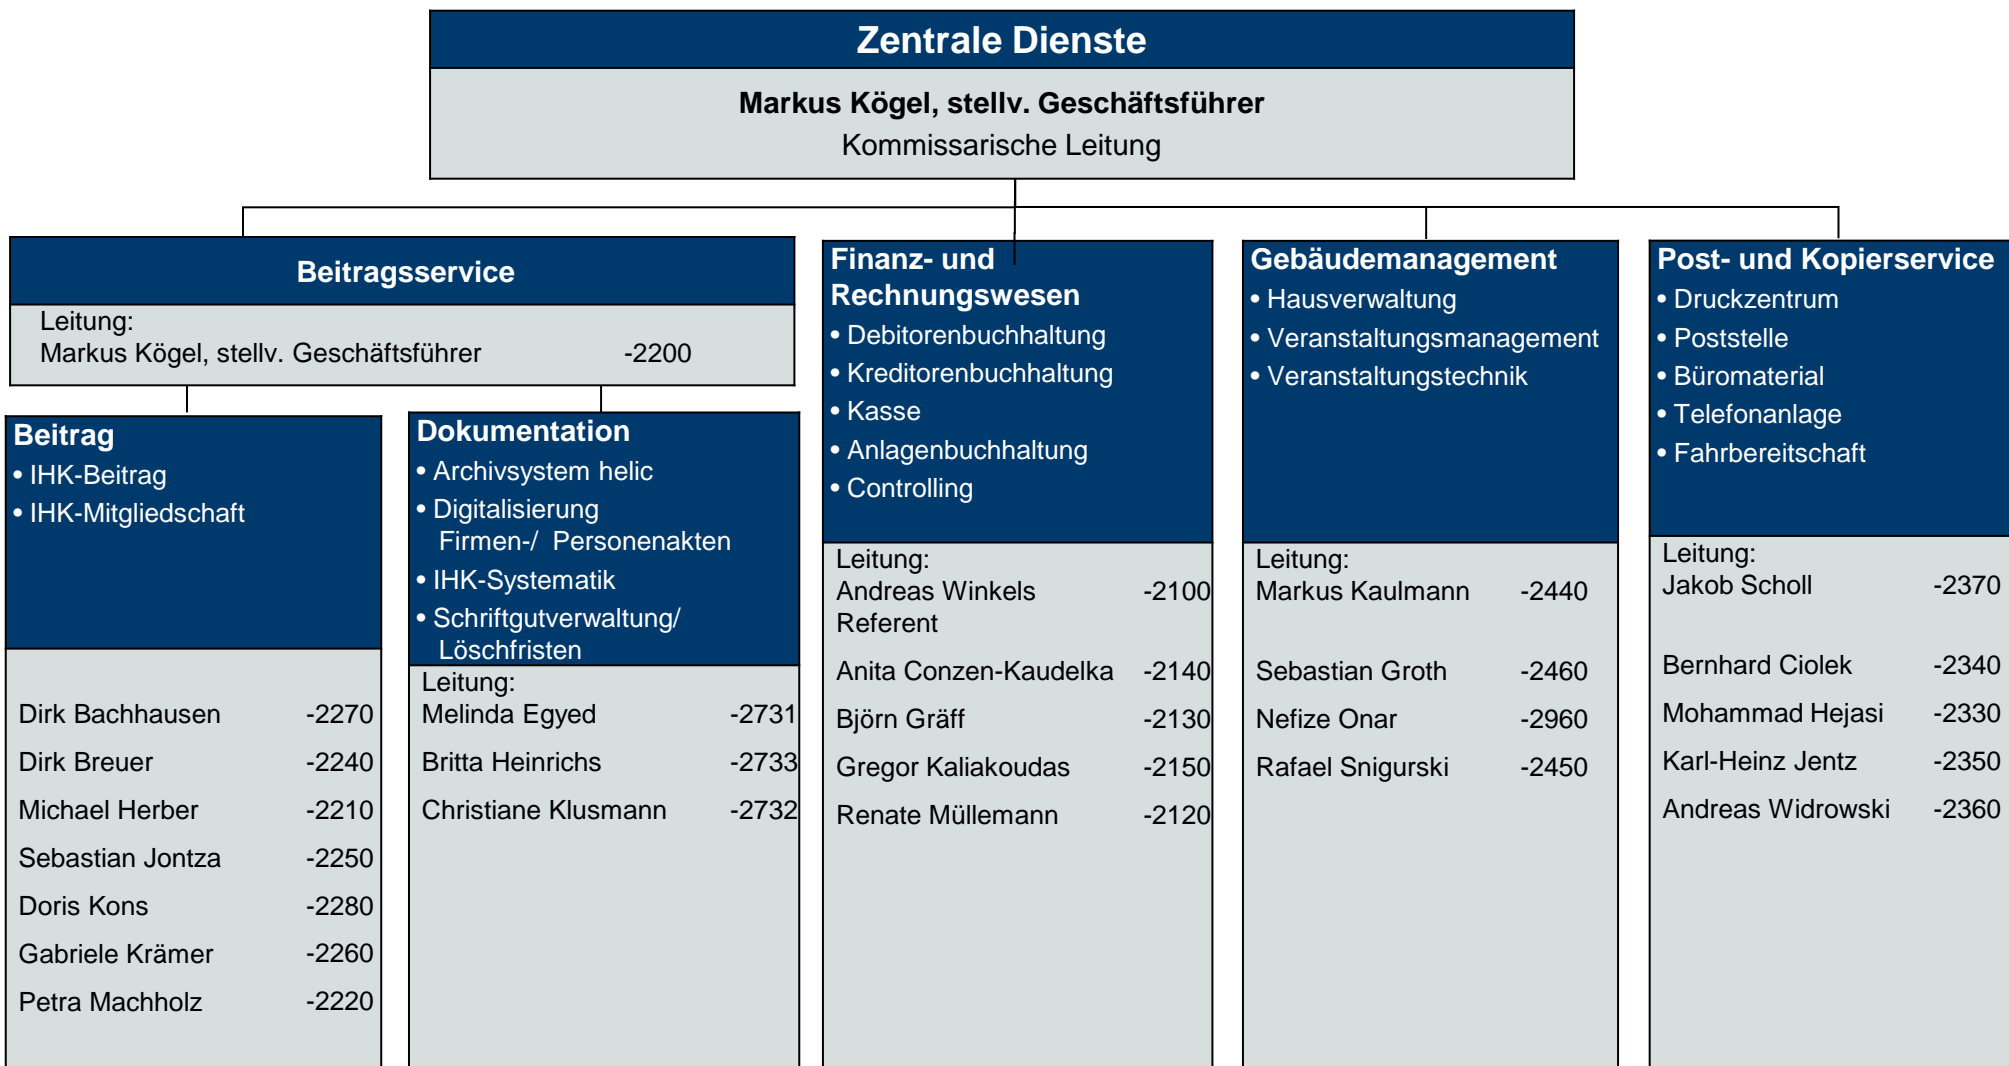 Zentrale Dienste
Markus Kögel, stellv. Geschäftsführer
Kommissarische Leitung
Beitragsservice
Leitung:
Markus Kögel, stellv. Geschäftsführer -2200
Beitrag
• IHK-Beitrag
• IHK-Mitgliedschaft
Dirk Bachhausen -2270
Dirk Breuer -2240
Michael Herber -2210
Sebastian Jontza -2250
Doris Kons -2280
Gabriele Krämer -2260
Petra Machholz -2220
Dokumentation
• Archivsystem helic
• Digitalisierung
Firmen-/ Personenakten
• IHK-Systematik
• Schriftgutverwaltung/
Löschfristen
Leitung:
Melinda Egyed -2731
Britta Heinrichs -2733
Christiane Klusmann -2732
Finanz- und
Rechnungswesen
• Debitorenbuchhaltung
• Kreditorenbuchhaltung
• Kasse
• Anlagenbuchhaltung
• Controlling
Leitung:
Andreas Winkels -2100
Referent
Anita Conzen-Kaudelka -2140
Björn Gräff -2130
Gregor Kaliakoudas -2150
Renate Müllemann -2120
Gebäudemanagement
• Hausverwaltung
• Veranstaltungsmanagement
• Veranstaltungstechnik
Leitung:
Markus Kaulmann -2440
Sebastian Groth -2460
Nefize Onar -2960
Rafael Snigurski -2450
Post- und Kopierservice
• Druckzentrum
• Poststelle
• Büromaterial
• Telefonanlage
• Fahrbereitschaft
Leitung:
Jakob Scholl -2370
Bernhard Ciolek -2340
Mohammad Hejasi -2330
Karl-Heinz Jentz -2350
Andreas Widrowski -2360